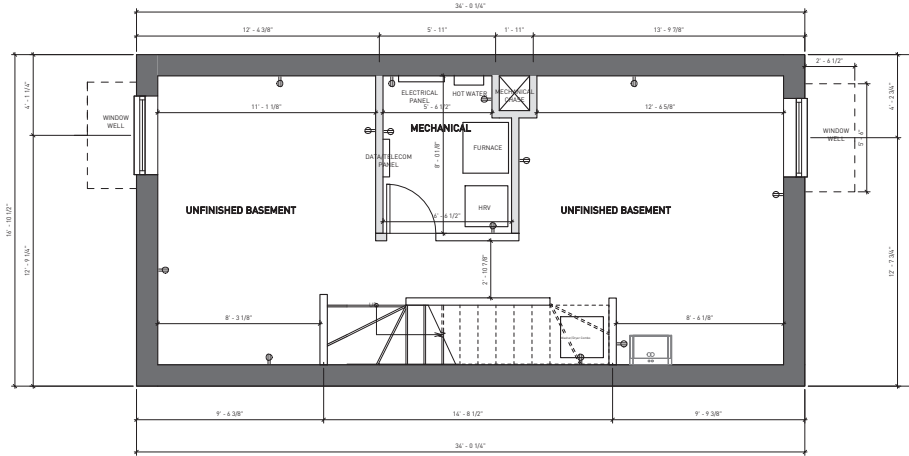 34' - 0 1/4"
12' - 4 3/8"
5' - 11"
1' - 11"
13' - 9 7/8"
2' - 6 1/2"
4' - 1 1/4"
4' - 2 3/4"
ELECTRICAL
PANEL
HOT WATER
MECHANICAL
CHASE
11' - 1 1/8"
5' - 6 1/2"
12' - 6 5/8"
WINDOW
WELL
MECHANICAL
WINDOW
WELL
5' - 6"
8' - 0 1/8"
FURNACE
DATA/TELECOM
PANEL
16' - 10 1/2"
UNFINISHED BASEMENT
HRV
UNFINISHED BASEMENT
6' - 6 1/2"
12' - 9 1/4"
2' - 10 7/8"
12' - 7 3/4"
8' - 3 1/8"
8' - 6 1/8"
9' - 6 3/8"
14' - 8 1/2"
9' - 9 3/8"
34' - 0 1/4"